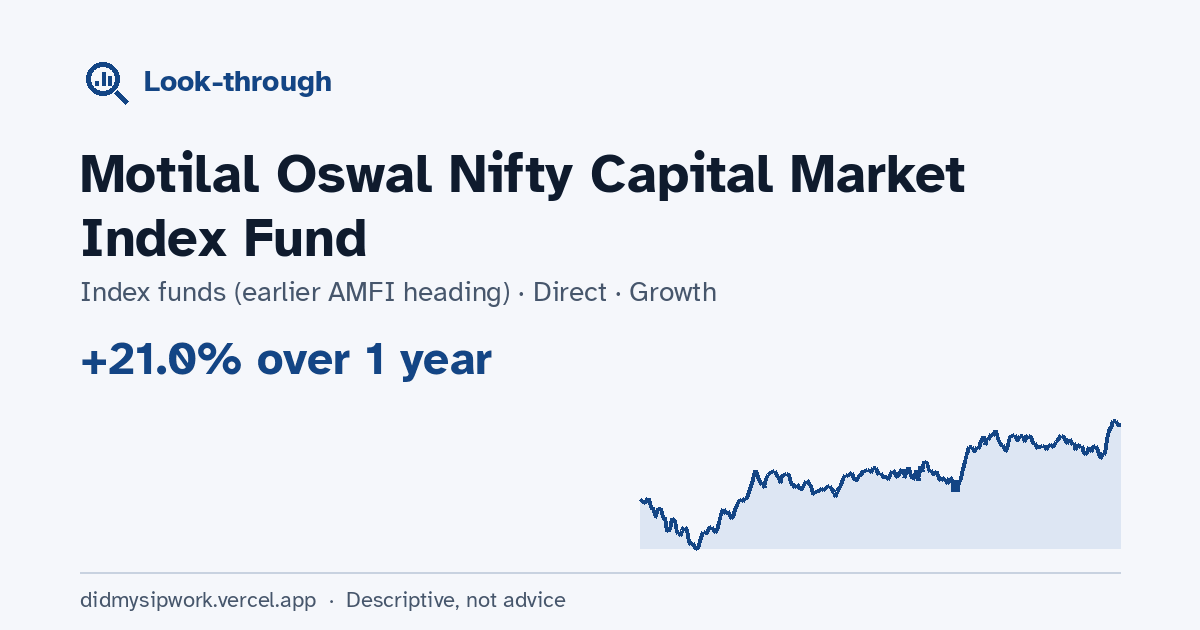 Look-through
Motilal Oswal Nifty Capital Market
Index Fund
Index funds (earlier AMFI heading) · Direct · Growth
+21.0% over 1 year
didmysipwork.vercel.app · Descriptive, not advice